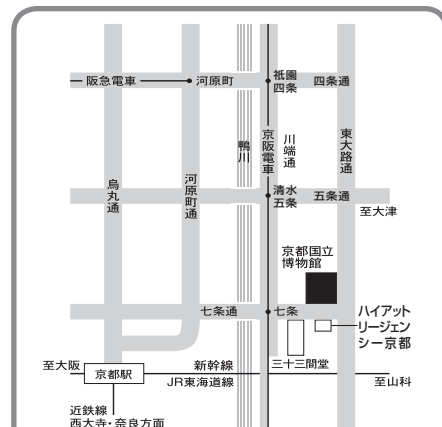 阪急電車
河原町
祇園
四条
四条通
鴨川
京阪電車
川端通
東大路通
烏丸通
河原町通
清水
五条
五条通
至大津
京都国立
博物館
七条通
七条
ハイアット
リージェン
シー京都
三十三間堂
至大阪
京都駅
新幹線
JR東海道線
至山科
近鉄線
西大寺・奈良方面